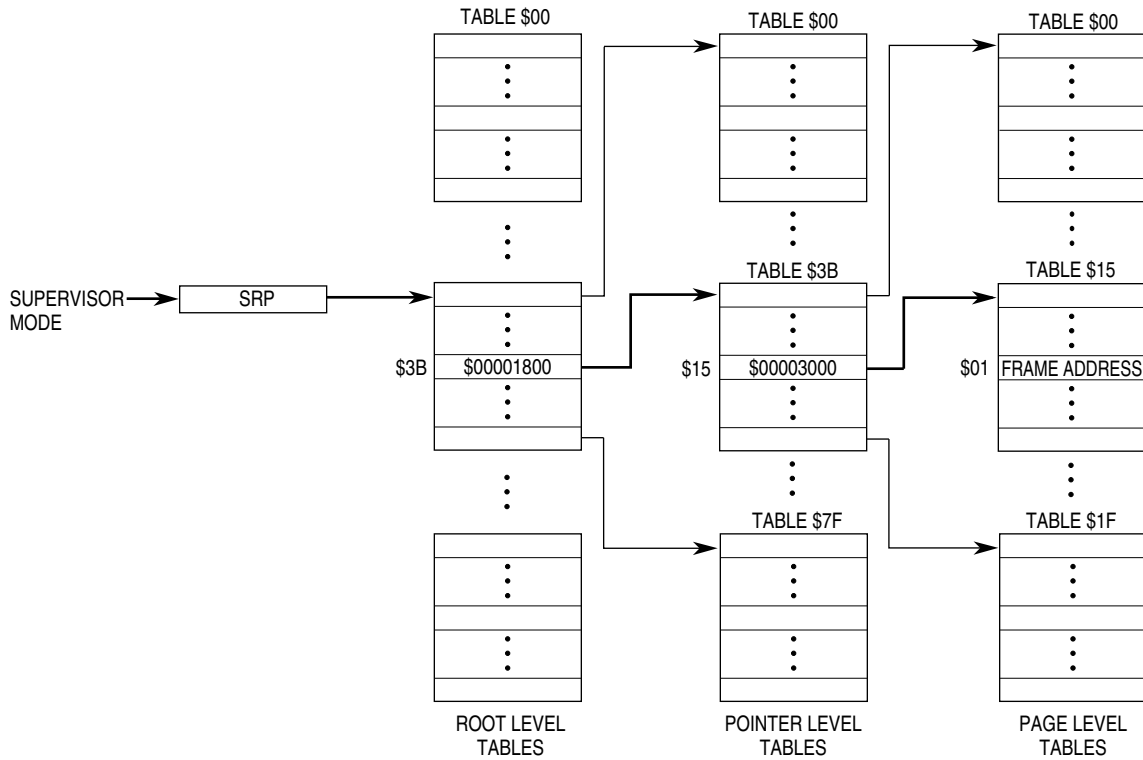 TABLE $00
TABLE $00
TABLE $00
TABLE $3B
TABLE $15
SUPERVISOR
MODE
SRP
$3B
$00001800
$15
$00003000
$01
FRAME ADDRESS
TABLE $7F
TABLE $1F
ROOT LEVEL
TABLES
POINTER LEVEL
TABLES
PAGE LEVEL
TABLES